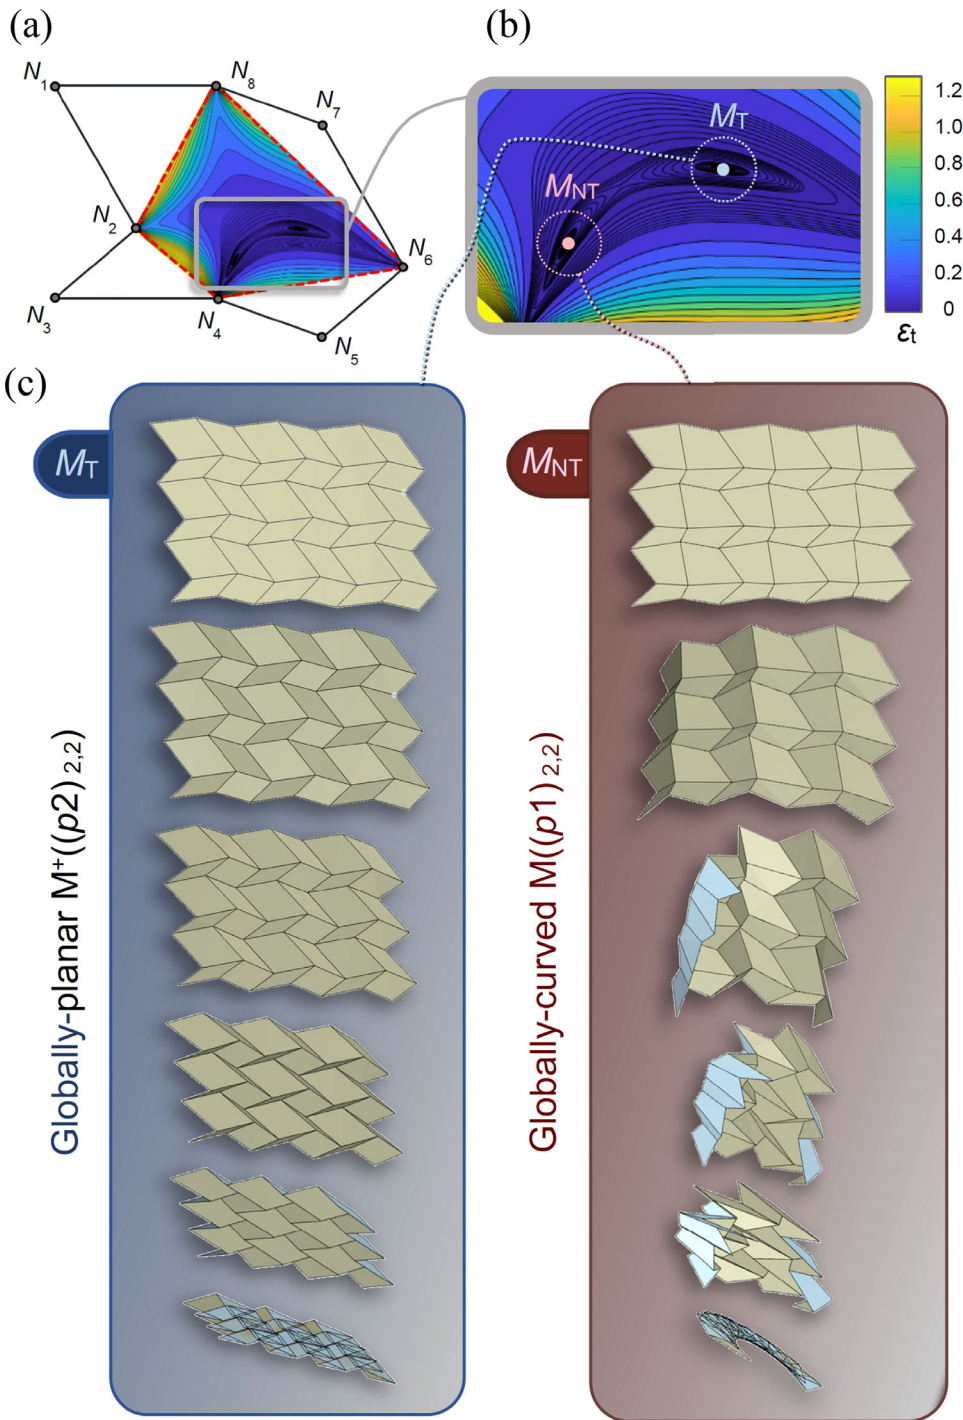 (a)
(b)
N1
N8
N7
N2
N6
N3
N4
N5
MT
MNT
1.2
1.0
0.8
0.6
0.4
0.2
0
εt
(c)
MT
MNT
Globally-planar M+((p2)2,2)
Globally-curved M((p1)2,2)